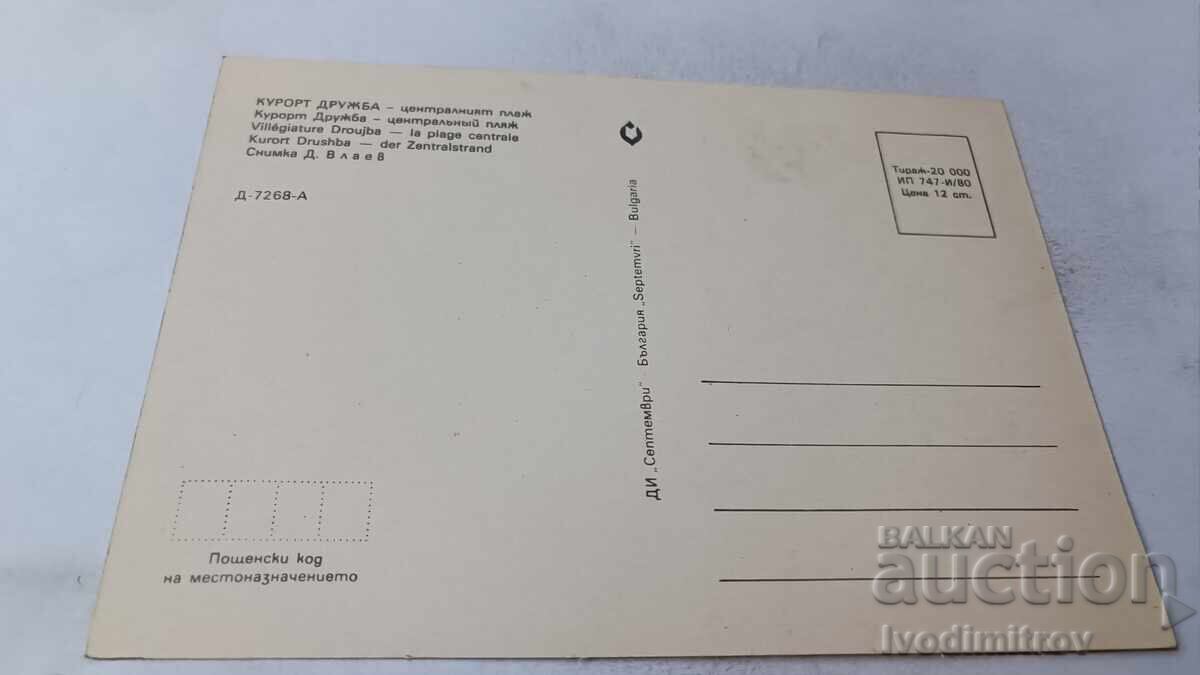 КУРОРТ ДРУЖБА – централният плаж
Курорт Дружба – центральный пляж
Villégiature Droujba — la plage centrale
Kurort Drushba — der Zentralstrand
Снимка Д. Влаев
Д-7268-А
ДИ „Септември" - България „Septemvri" — Bulgaria
Тираж-20 000
ИП 747-И/80
Цена 12 ст.
Пощенски код
на местоназначението
BALKAN
auction
Ivodimitrov